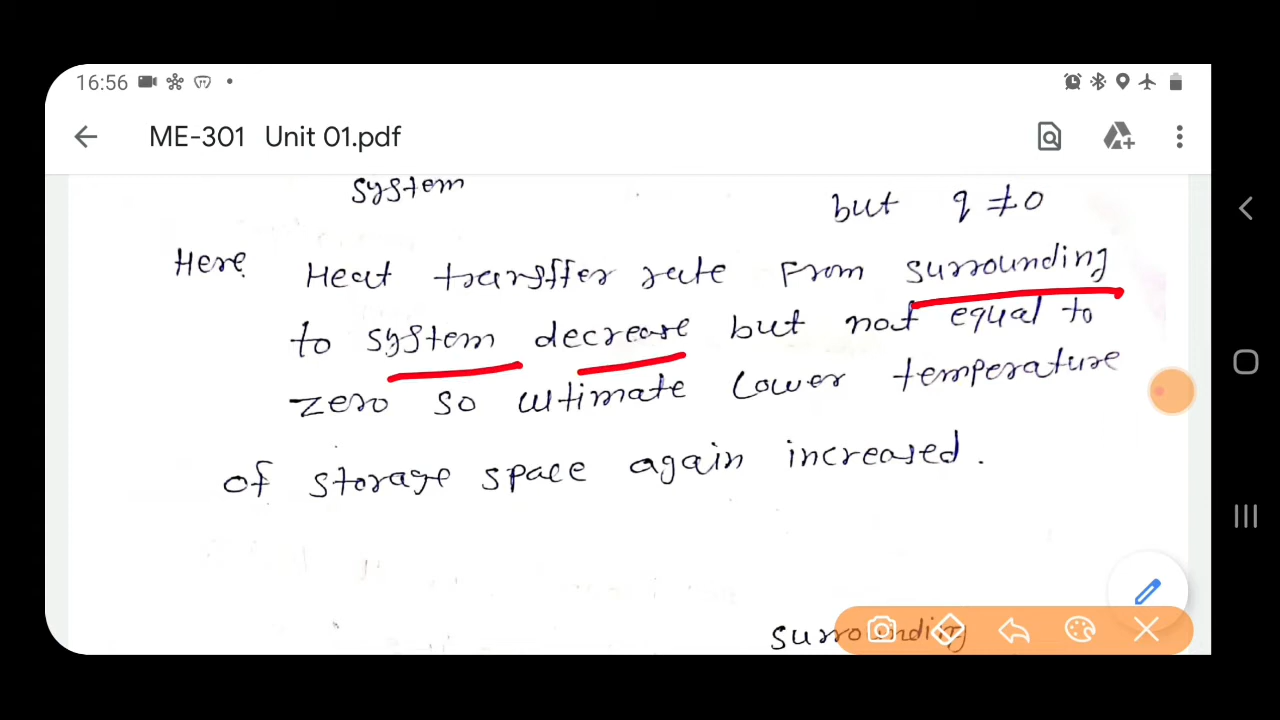 16:56
ME-301 Unit 01.pdf
system
but q ≠ 0
Here Heat transffer rate From surrounding
to system decrease but not equal to
zero so ultimate Lower temperature
of storage space again increased.
surrounding